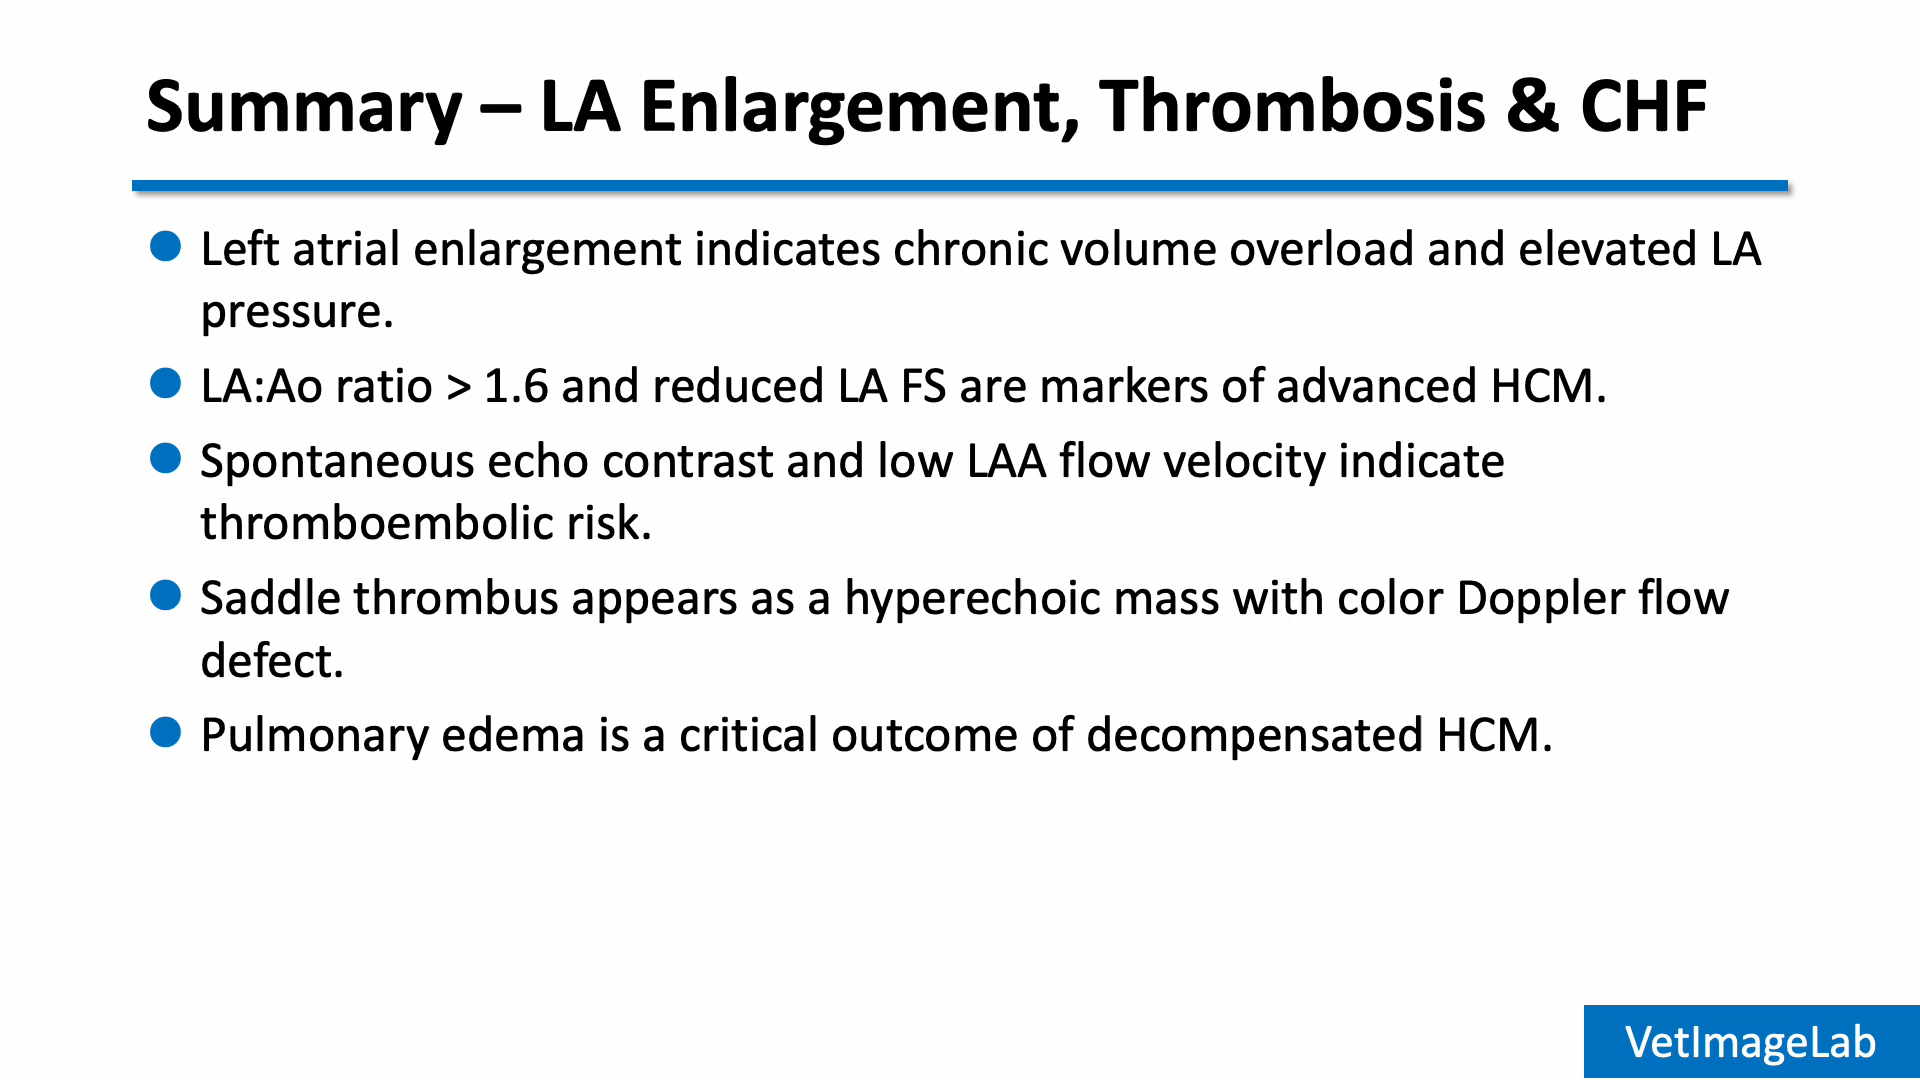 Summary – LA Enlargement, Thrombosis & CHF
Left atrial enlargement indicates chronic volume overload and elevated LA
pressure.
LA:Ao ratio > 1.6 and reduced LA FS are markers of advanced HCM.
Spontaneous echo contrast and low LAA flow velocity indicate
thromboembolic risk.
Saddle thrombus appears as a hyperechoic mass with color Doppler flow
defect.
Pulmonary edema is a critical outcome of decompensated HCM.
VetImageLab